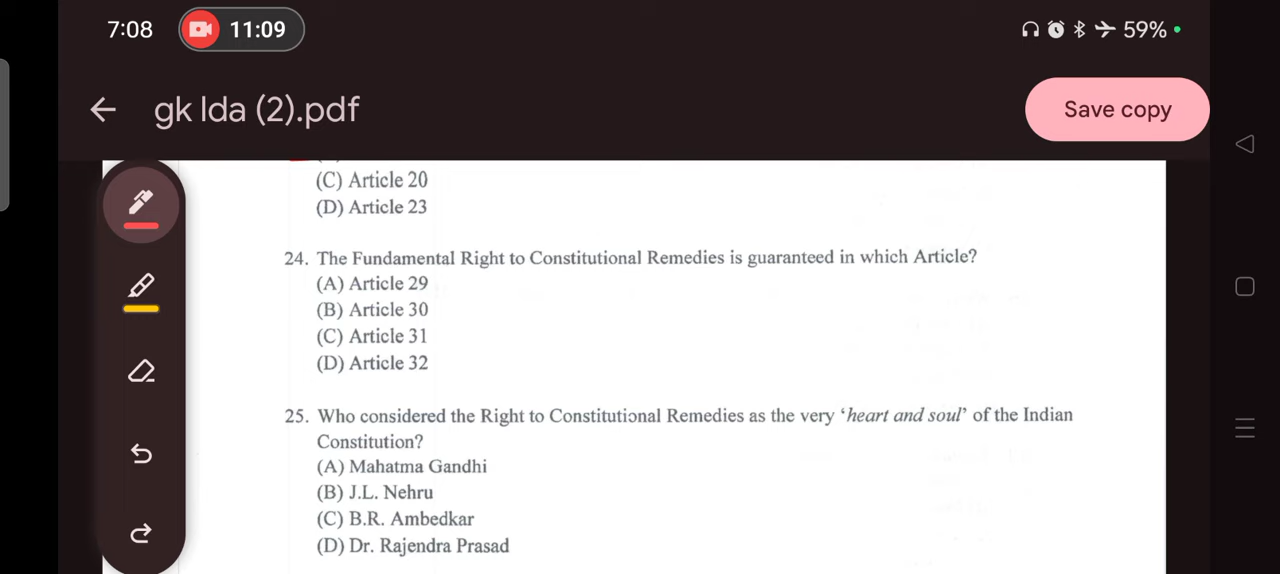 7:08 11:09 59%
gk lda (2).pdf Save copy
(C) Article 20
(D) Article 23
24. The Fundamental Right to Constitutional Remedies is guaranteed in which Article?
(A) Article 29
(B) Article 30
(C) Article 31
(D) Article 32
25. Who considered the Right to Constitutional Remedies as the very ‘heart and soul’ of the Indian
Constitution?
(A) Mahatma Gandhi
(B) J.L. Nehru
(C) B.R. Ambedkar
(D) Dr. Rajendra Prasad